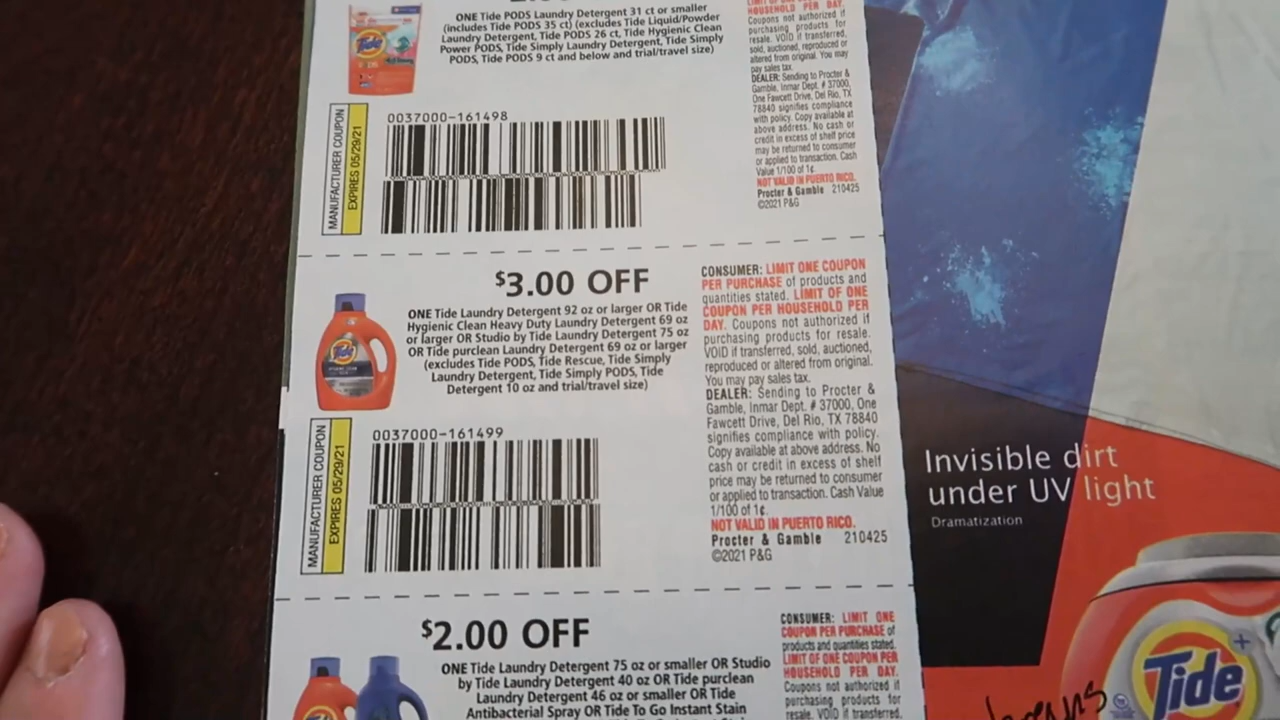 ONE Tide PODS Laundry Detergent 31 ct or smaller
(includes Tide PODS 35 ct) (excludes Tide Liquid/Powder
Laundry Detergent, Tide PODS 26 ct, Tide Hygienic Clean
Power PODS, Tide Simply Laundry Detergent, Tide Simply
PODS, Tide PODS 9 ct and below and trial/travel size)
Tide
MANUFACTURER COUPON
EXPIRES 05/29/21
0037000-161498
HOUSEHOLD PER DAY.
Coupons not authorized if
purchasing products for
resale. VOID if transferred,
sold, auctioned, reproduced or
altered from original. You may
pay sales tax.
DEALER: Sending to Procter &
Gamble, Inmar Dept. # 37000,
One Fawcett Drive, Del Rio, TX
78840 signifies compliance
with policy. Copy available at
above address. No cash or
credit in excess of shelf price
may be returned to consumer
or applied to transaction. Cash
Value 1/100 of 1¢.
NOT VALID IN PUERTO RICO.
Procter & Gamble 210425
©2021 P&G
$3.00 OFF
ONE Tide Laundry Detergent 92 oz or larger OR Tide
Hygienic Clean Heavy Duty Laundry Detergent 69 oz
or larger OR Studio by Tide Laundry Detergent 75 oz
OR Tide purclean Laundry Detergent 69 oz or larger
(excludes Tide PODS, Tide Rescue, Tide Simply
Laundry Detergent, Tide Simply PODS, Tide
Detergent 10 oz and trial/travel size)
Tide
MANUFACTURER COUPON
EXPIRES 05/29/21
0037000-161499
CONSUMER: LIMIT ONE COUPON
PER PURCHASE of products and
quantities stated. LIMIT OF ONE
COUPON PER HOUSEHOLD PER
DAY. Coupons not authorized if
purchasing products for resale.
VOID if transferred, sold, auctioned,
reproduced or altered from original.
You may pay sales tax.
DEALER: Sending to Procter &
Gamble, Inmar Dept. # 37000, One
Fawcett Drive, Del Rio, TX 78840
signifies compliance with policy.
Copy available at above address. No
cash or credit in excess of shelf
price may be returned to consumer
or applied to transaction. Cash Value
1/100 of 1¢.
NOT VALID IN PUERTO RICO.
Procter & Gamble 210425
©2021 P&G
$2.00 OFF
ONE Tide Laundry Detergent 75 oz or smaller OR Studio
by Tide Laundry Detergent 40 oz OR Tide purclean
Laundry Detergent 46 oz or smaller OR Tide
Antibacterial Spray OR Tide To Go Instant Stain
CONSUMER: LIMIT ONE
COUPON PER PURCHASE of
products and quantities stated.
LIMIT OF ONE COUPON PER
HOUSEHOLD PER DAY.
Coupons not authorized if
purchasing products for
resale. VOID if transferred,
Invisible dirt
under UV light
Dramatization
Tide